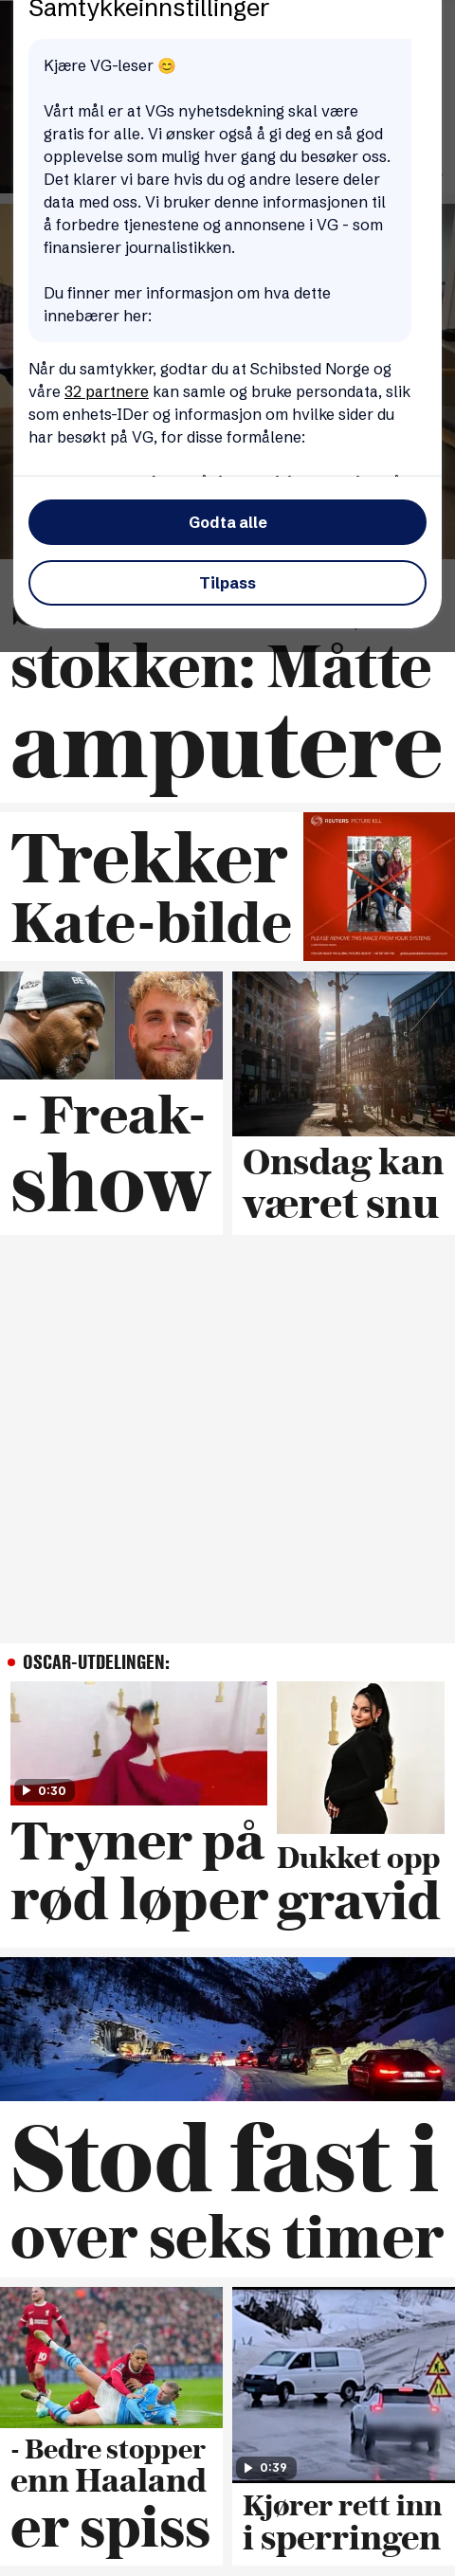 Samtykkeinnstillinger
Kjære VG-leser 😊
Vårt mål er at VGs nyhetsdekning skal være
gratis for alle. Vi ønsker også å gi deg en så god
opplevelse som mulig hver gang du besøker oss.
Det klarer vi bare hvis du og andre lesere deler
data med oss. Vi bruker denne informasjonen til
å forbedre tjenestene og annonsene i VG - som
finansierer journalistikken.
Du finner mer informasjon om hva dette
innebærer her:
Når du samtykker, godtar du at Schibsted Norge og
våre 32 partnere kan samle og bruke persondata, slik
som enhets-IDer og informasjon om hvilke sider du
har besøkt på VG, for disse formålene:
Godta alle
Tilpass
stokken: Måtte
amputere
Trekker
Kate-bilde
REUTERS PICTURE KILL
PLEASE REMOVE THIS IMAGE FROM YOUR SYSTEMS
- Freak-
show
Onsdag kan
været snu
OSCAR-UTDELINGEN:
0:30
Tryner på
rød løper
Dukket opp
gravid
Stod fast i
over seks timer
- Bedre stopper
enn Haaland
er spiss
0:39
Kjører rett inn
i sperringen